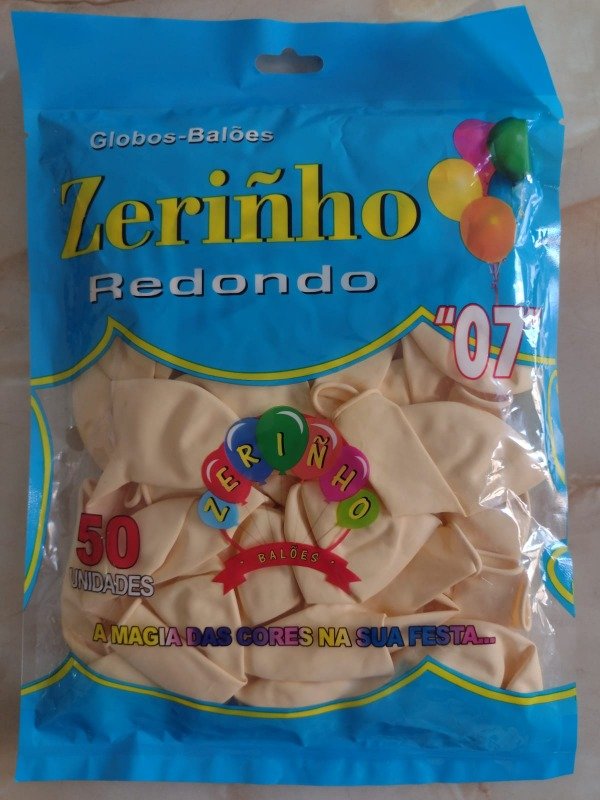 Globos-Balões
Zeriñho
Redondo
"07"
ZERIÑHO
· BALÕES ·
50
UNIDADES
A MAGIA DAS CORES NA SUA FESTA...